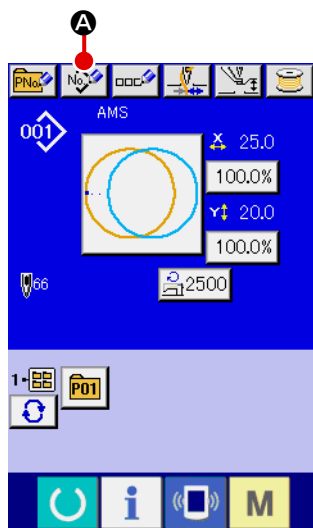 A
PNo. No.
AMS
001 X 25.0
100.0%
Y 20.0
100.0%
66 2500
1- P01
i M